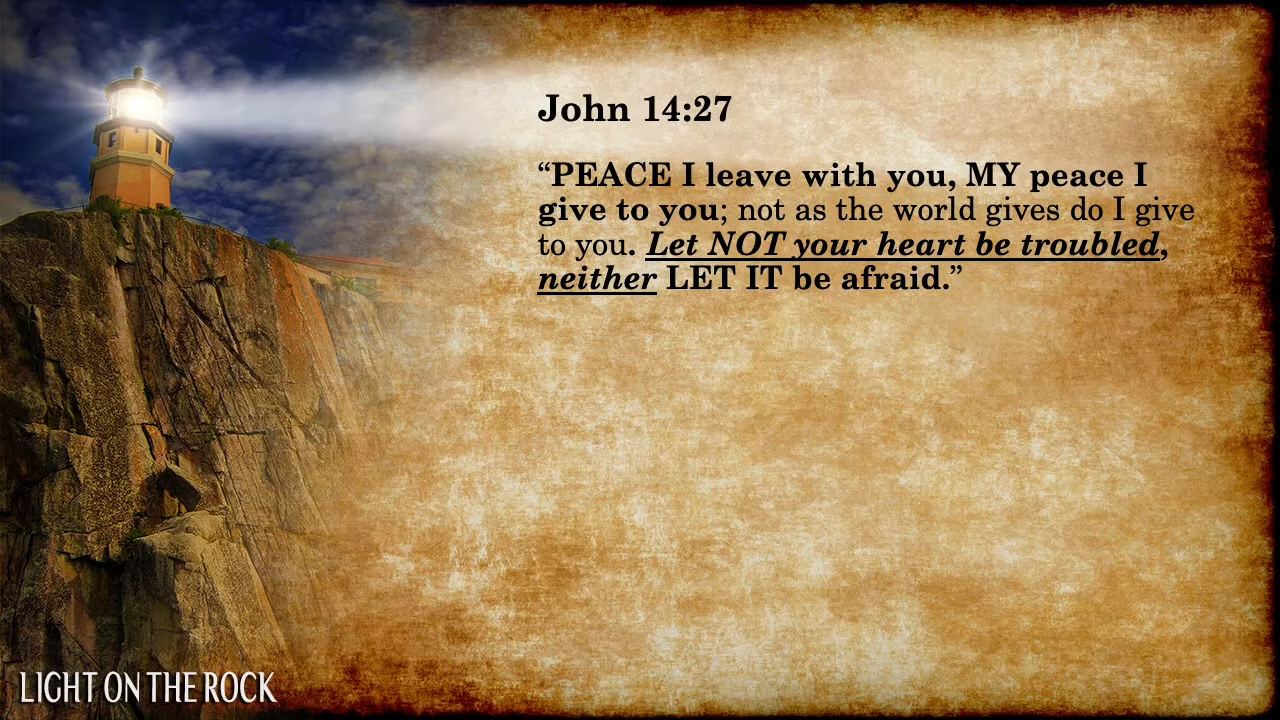 John 14:27
“PEACE I leave with you, MY peace I
give to you; not as the world gives do I give
to you. Let NOT your heart be troubled,
neither LET IT be afraid.”
LIGHT ON THE ROCK